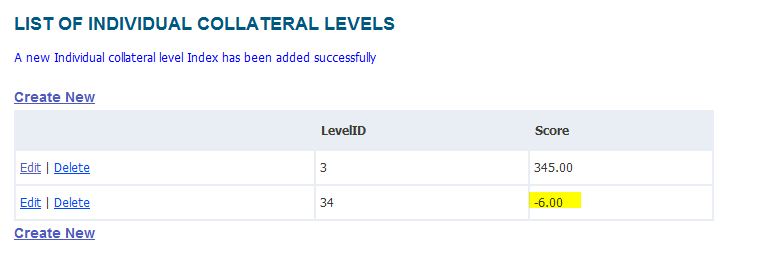 LIST OF INDIVIDUAL COLLATERAL LEVELS
A new Individual collateral level Index has been added successfully
Create New
LevelID Score
Edit | Delete 3 345.00
Edit | Delete 34 -6.00
Create New